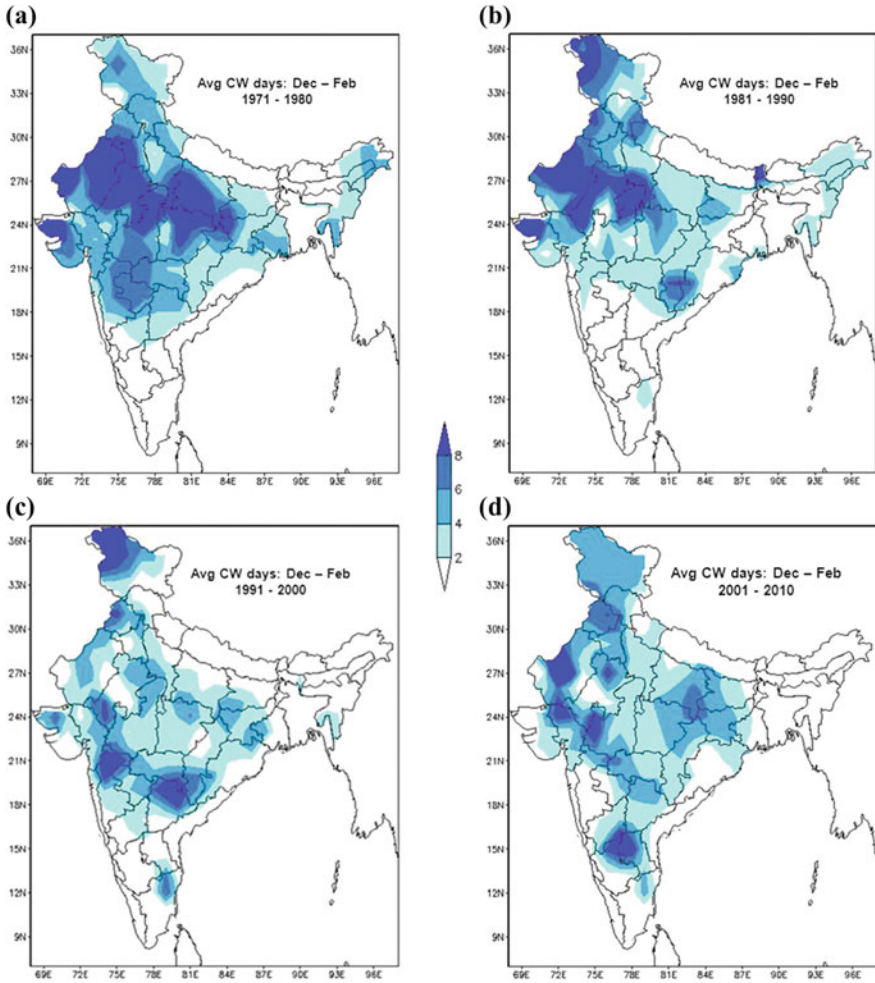 (a)
Avg CW days: Dec – Feb
1971 - 1980
36N
33N
30N
27N
24N
21N
18N
15N
12N
9N
69E 72E 75E 78E 81E 84E 87E 90E 93E 96E
(b)
Avg CW days: Dec – Feb
1981 - 1990
36N
33N
30N
27N
24N
21N
18N
15N
12N
9N
69E 72E 75E 78E 81E 84E 87E 90E 93E 96E
8
6
4
2
(c)
Avg CW days: Dec – Feb
1991 - 2000
36N
33N
30N
27N
24N
21N
18N
15N
12N
9N
69E 72E 75E 78E 81E 84E 87E 90E 93E 96E
(d)
Avg CW days: Dec – Feb
2001 - 2010
36N
33N
30N
27N
24N
21N
18N
15N
12N
9N
69E 72E 75E 78E 81E 84E 87E 90E 93E 96E